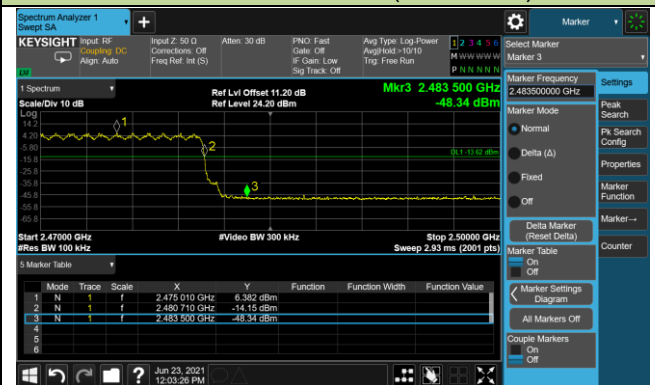 Spectrum Analyzer 1
Swept SA
+
Marker
KEYSIGHT
Input: RF
Coupling: DC
Align: Auto
Input Z: 50 Ω
Corrections: Off
Freq Ref: Int (S)
Atten: 30 dB
PNO: Fast
Gate: Off
IF Gain: Low
Sig Track: Off
Avg Type: Log-Power
Avg|Hold:>10/10
Trig: Free Run
1 2 3 4 5 6
M W W W W W
P N N N N N
LV
Select Marker
Marker 3
1 Spectrum
Scale/Div 10 dB
Ref Lvl Offset 11.20 dB
Ref Level 24.20 dBm
Mkr3 2.483 500 GHz
-48.34 dBm
Log
14.2
4.20
-5.80
-15.8
-25.8
-35.8
-45.8
-55.8
-65.8
1
2
3
DL1 -13.62 dBm
Start 2.47000 GHz
#Res BW 100 kHz
#Video BW 300 kHz
Stop 2.50000 GHz
Sweep 2.93 ms (2001 pts)
5 Marker Table
Mode Trace Scale X Y Function Function Width Function Value
1 N 1 f 2.475 010 GHz 6.382 dBm
2 N 1 f 2.480 710 GHz -14.15 dBm
3 N 1 f 2.483 500 GHz -48.34 dBm
4
5
6
Marker Frequency
2.483500000 GHz
Marker Mode
Normal
Delta (Δ)
Fixed
Off
Delta Marker
(Reset Delta)
Marker Table
On
Off
Marker Settings
Diagram
All Markers Off
Couple Markers
On
Off
Settings
Peak
Search
Pk Search
Config
Properties
Marker
Function
Marker→
Counter
?
Jun 23, 2021
12:03:26 PM